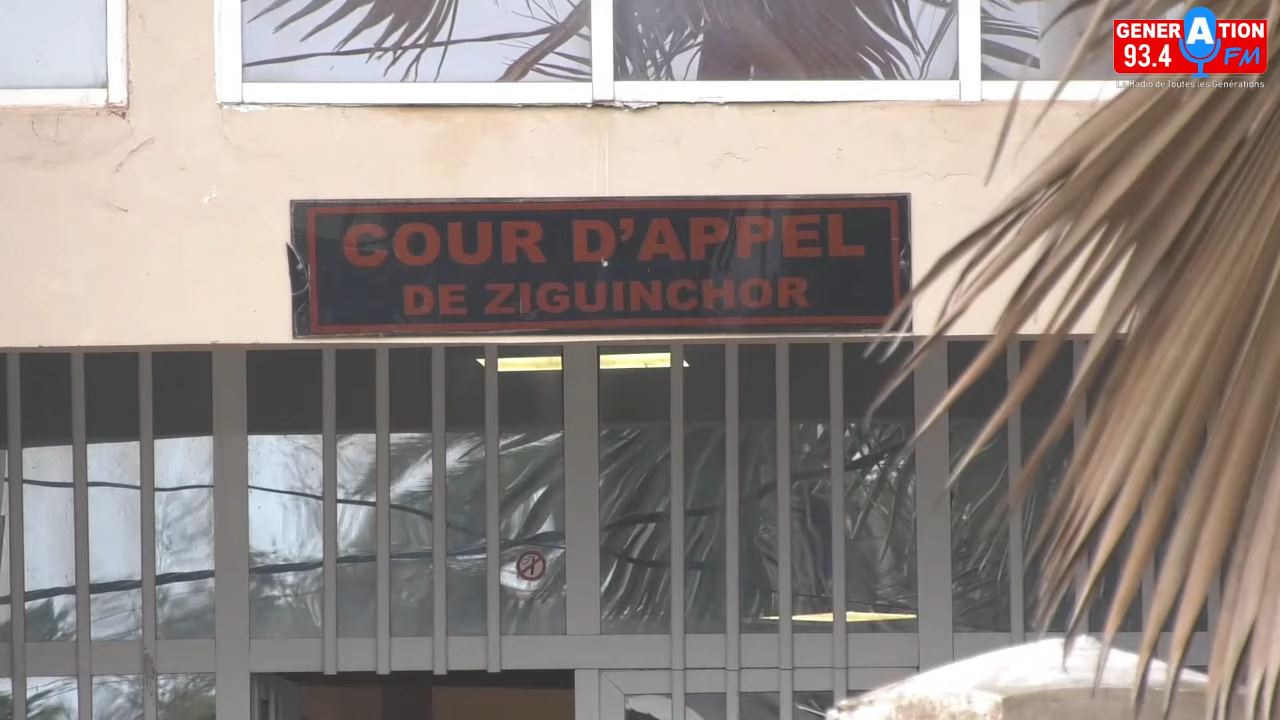 GENERATION
93.4 FM
La Radio de Toutes les Générations
COUR D'APPEL
DE ZIGUINCHOR